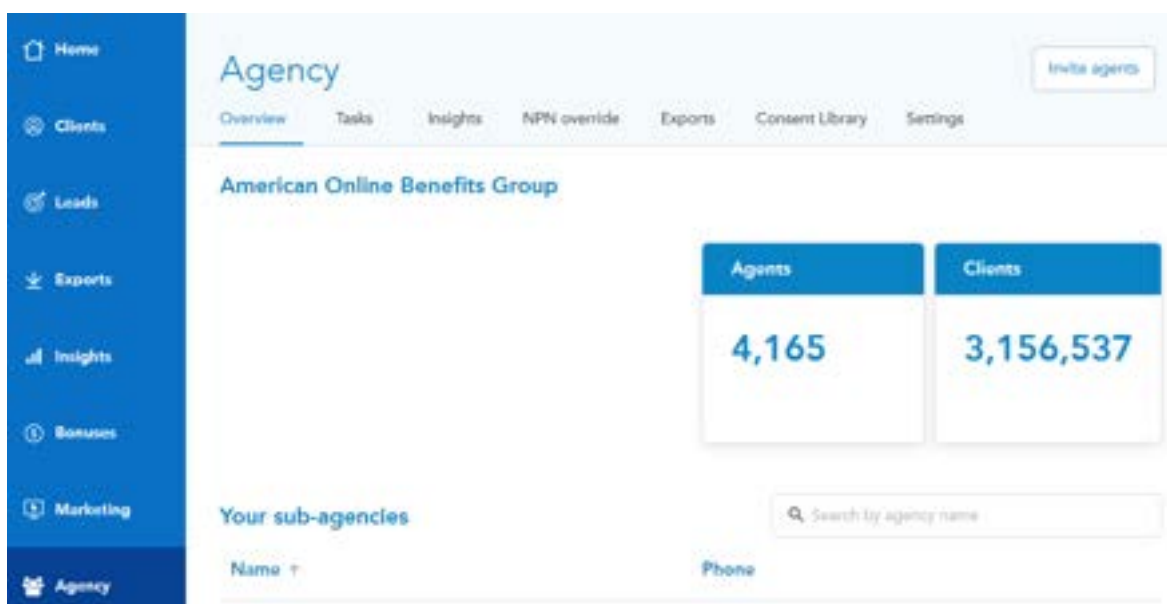 Home
Clients
Leads
Exports
Insights
Bonuses
Marketing
Agency
Agency
Invite agents
Overview Tasks Insights NPN override Exports Consent Library Settings
American Online Benefits Group
Agents Clients
4,165 3,156,537
Your sub-agencies
Search by agency name
Name ↑ Phone